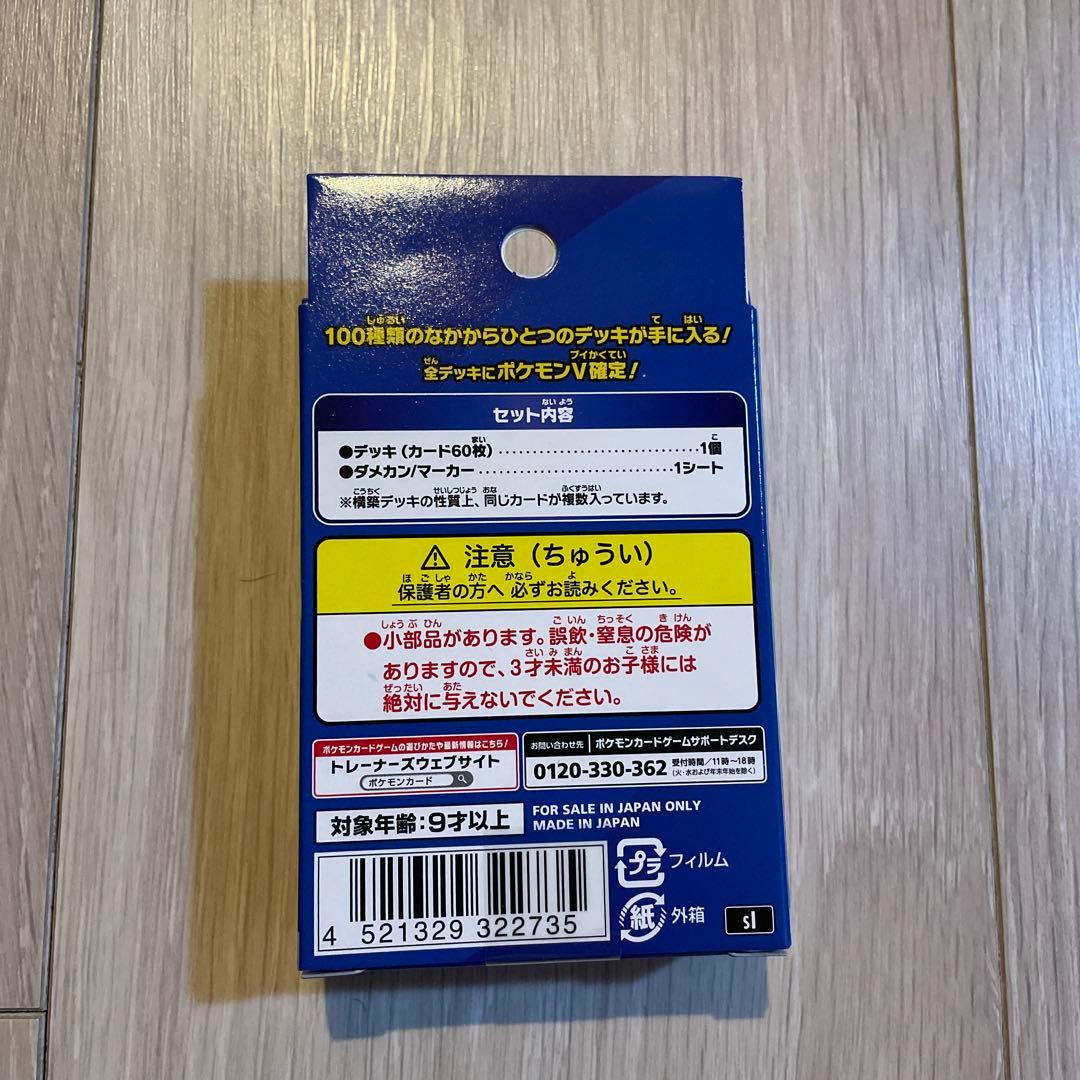 100種類のなかからひとつのデッキが手に入る!
全デッキにポケモンV確定!
セット内容
●デッキ(カード60枚)……………………………1個
●ダメカン/マーカー……………………………1シート
※構築デッキの性質上、同じカードが複数入っています。
⚠ 注意(ちゅうい)
保護者の方へ 必ずお読みください。
●小部品があります。誤飲・窒息の危険が
ありますので、3才未満のお子様には
絶対に与えないでください。
ポケモンカードゲームの遊びかたや最新情報はこちら!
トレーナーズウェブサイト
ポケモンカード
お問い合わせ先 ポケモンカードゲームサポートデスク
0120-330-362 受付時間/11時〜18時
(火・水および年末年始を除く)
対象年齢:9才以上
FOR SALE IN JAPAN ONLY
MADE IN JAPAN
プラ フィルム
紙 外箱
sI
4 521329 322735